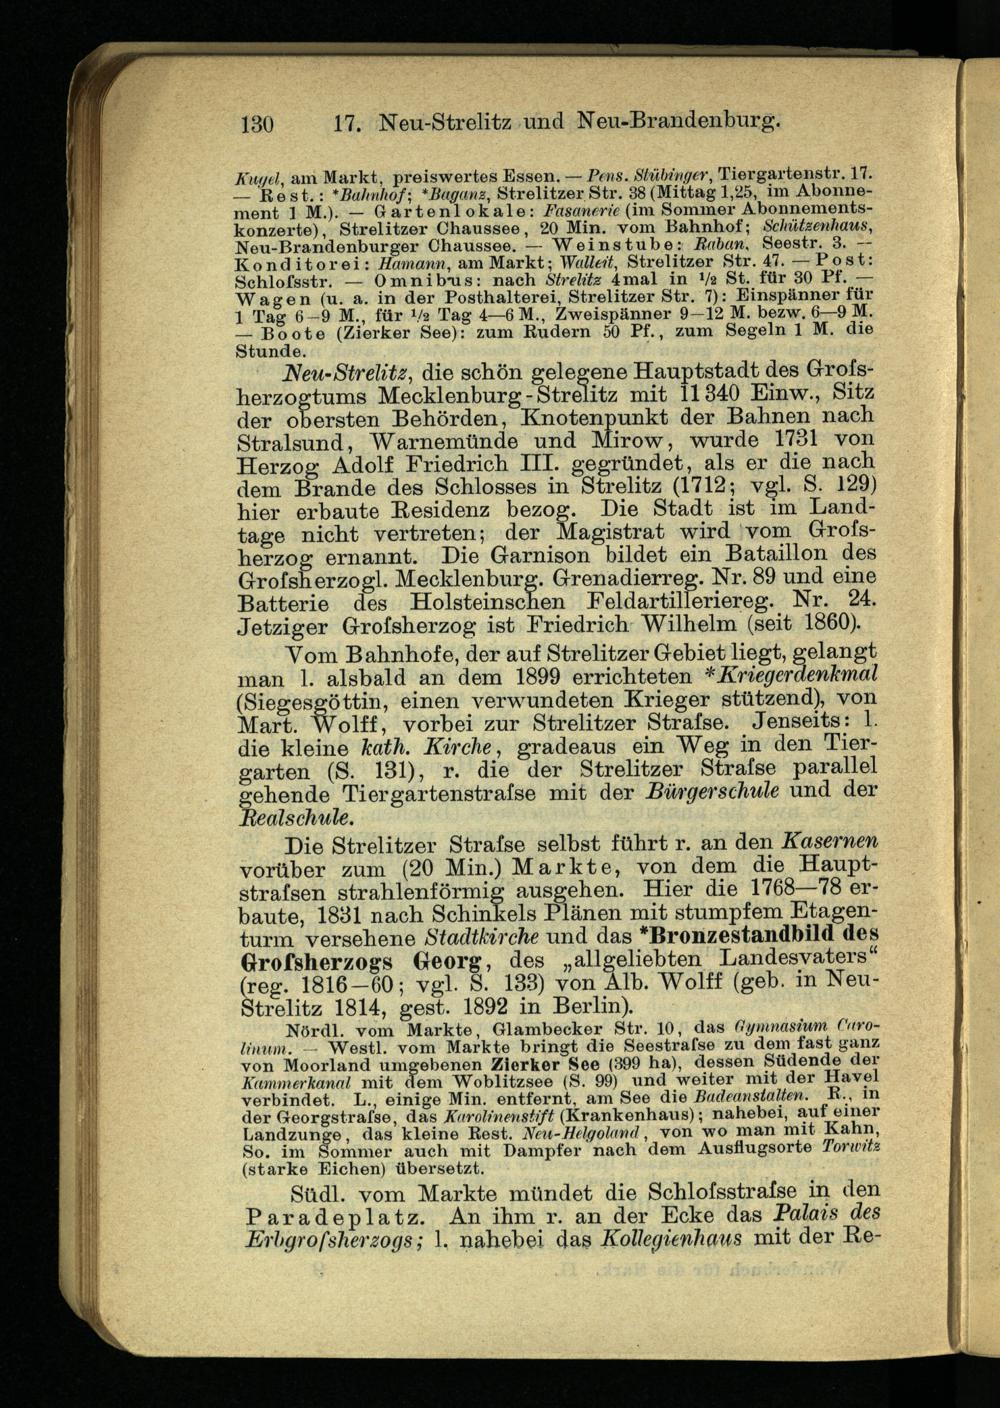 130 17. Neu-Strelitz und Neu-Brandenburg.
Kugel, am Markt, preiswertes Essen. — Pens. Stübinger, Tiergartenstr. 17.
— Rest.: *Bahnhof; *Baganz, Strelitzer Str. 38 (Mittag 1,25, im Abonne-
ment 1 M.). — Gartenlokale: Fasanerie (im Sommer Abonnements-
konzerte), Strelitzer Chaussee, 20 Min. vom Bahnhof; Schützenhaus,
Neu-Brandenburger Chaussee. — Weinstube: Raban, Seestr. 3. —
Konditorei: Hamann, am Markt; Walleit, Strelitzer Str. 47. — Post:
Schloſsstr. — Omnibus: nach Strelitz 4mal in 1/2 St. für 30 Pf. —
Wagen (u. a. in der Posthalterei, Strelitzer Str. 7): Einspänner für
1 Tag 6—9 M., für 1/2 Tag 4—6 M., Zweispänner 9—12 M. bezw. 6—9 M.
— Boote (Zierker See): zum Rudern 50 Pf., zum Segeln 1 M. die
Stunde.
Neu-Strelitz, die schön gelegene Hauptstadt des Groſs-
herzogtums Mecklenburg-Strelitz mit 11 340 Einw., Sitz
der obersten Behörden, Knotenpunkt der Bahnen nach
Stralsund, Warnemünde und Mirow, wurde 1731 von
Herzog Adolf Friedrich III. gegründet, als er die nach
dem Brande des Schlosses in Strelitz (1712; vgl. S. 129)
hier erbaute Residenz bezog. Die Stadt ist im Land-
tage nicht vertreten; der Magistrat wird vom Groſs-
herzog ernannt. Die Garnison bildet ein Bataillon des
Groſsherzogl. Mecklenburg. Grenadierreg. Nr. 89 und eine
Batterie des Holsteinschen Feldartilleriereg. Nr. 24.
Jetziger Groſsherzog ist Friedrich Wilhelm (seit 1860).
Vom Bahnhofe, der auf Strelitzer Gebiet liegt, gelangt
man l. alsbald an dem 1899 errichteten *Kriegerdenkmal
(Siegesgöttin, einen verwundeten Krieger stützend), von
Mart. Wolff, vorbei zur Strelitzer Straſse. Jenseits: l.
die kleine kath. Kirche, gradeaus ein Weg in den Tier-
garten (S. 131), r. die der Strelitzer Straſse parallel
gehende Tiergartenstraſse mit der Bürgerschule und der
Realschule.
Die Strelitzer Straſse selbst führt r. an den Kasernen
vorüber zum (20 Min.) Markte, von dem die Haupt-
straſsen strahlenförmig ausgehen. Hier die 1768—78 er-
baute, 1831 nach Schinkels Plänen mit stumpfem Etagen-
turm versehene Stadtkirche und das *Bronzestandbild des
Groſsherzogs Georg, des „allgeliebten Landesvaters“
(reg. 1816—60; vgl. S. 133) von Alb. Wolff (geb. in Neu-
Strelitz 1814, gest. 1892 in Berlin).
Nördl. vom Markte, Glambecker Str. 10, das Gymnasium Caro-
linum. — Westl. vom Markte bringt die Seestraſse zu dem fast ganz
von Moorland umgebenen Zierker See (399 ha), dessen Südende der
Kammerkanal mit dem Woblitzsee (S. 99) und weiter mit der Havel
verbindet. L., einige Min. entfernt, am See die Badeanstalten. R., in
der Georgstraſse, das Karolinenstift (Krankenhaus); nahebei, auf einer
Landzunge, das kleine Rest. Neu-Helgoland, von wo man mit Kahn,
So. im Sommer auch mit Dampfer nach dem Ausflugsorte Torwitz
(starke Eichen) übersetzt.
Südl. vom Markte mündet die Schloſsstraſse in den
Paradeplatz. An ihm r. an der Ecke das Palais des
Erbgroſsherzogs; l. nahebei das Kollegienhaus mit der Re-